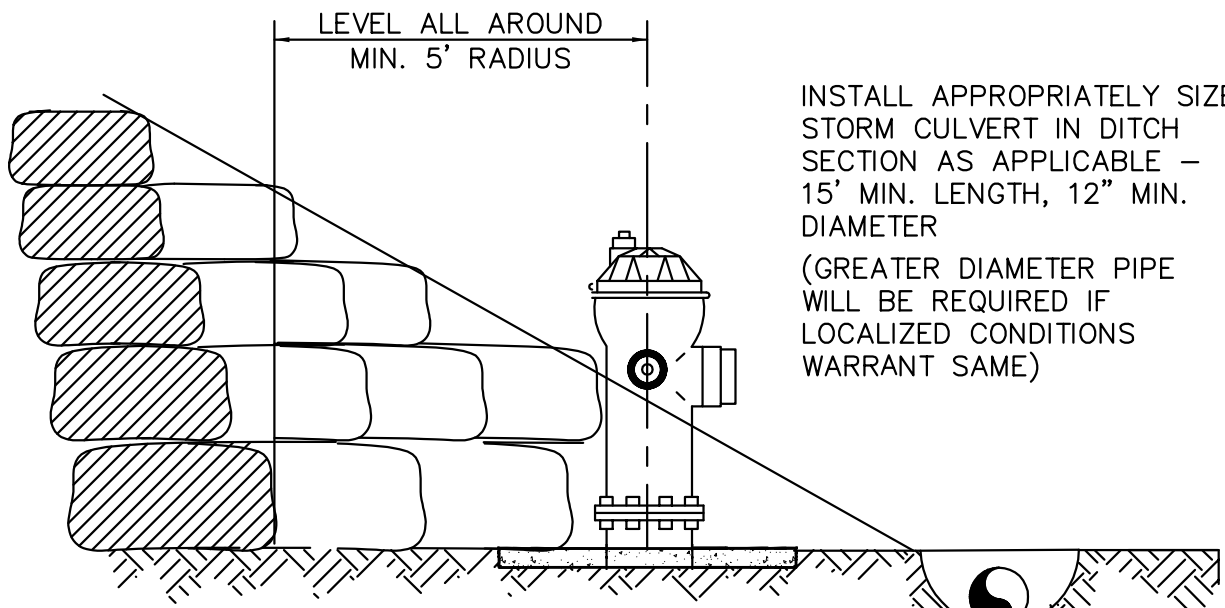 LEVEL ALL AROUND
MIN. 5' RADIUS
INSTALL APPROPRIATELY
STORM CULVERT IN DITCH
SECTION AS APPLICABLE –
15' MIN. LENGTH, 12" MIN.
DIAMETER
(GREATER DIAMETER PIPE
WILL BE REQUIRED IF
LOCALIZED CONDITIONS
WARRANT SAME)